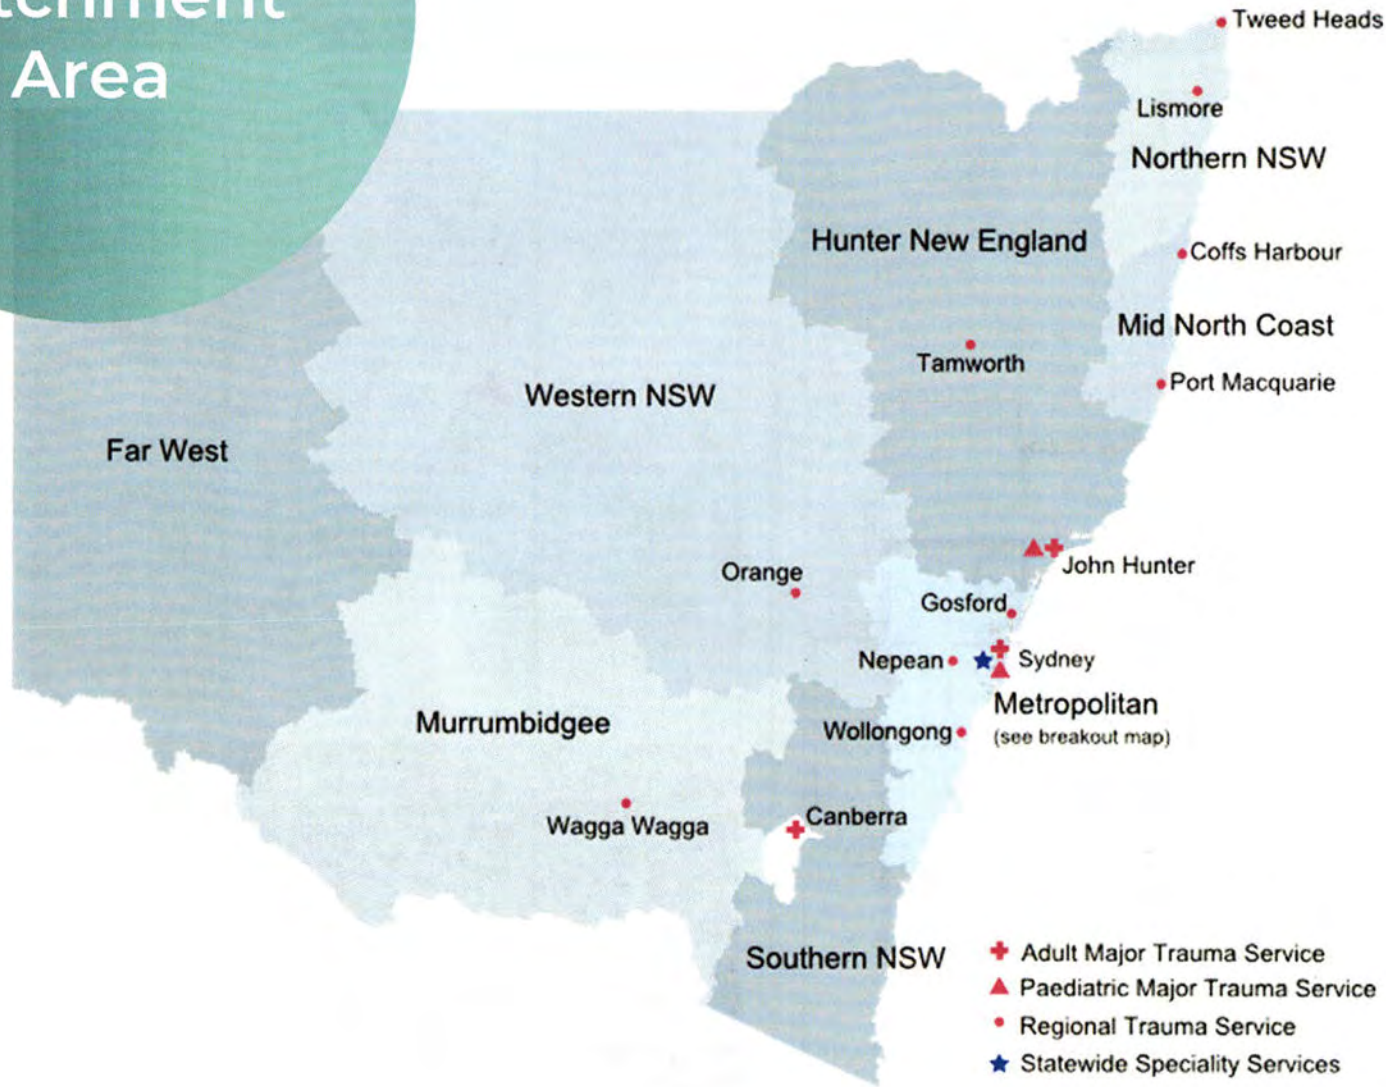 Area
Tweed Heads
Lismore
Northern NSW
Hunter New England
Coffs Harbour
Mid North Coast
Tamworth
Port Macquarie
Western NSW
Far West
John Hunter
Orange
Gosford
Nepean
Sydney
Metropolitan
(see breakout map)
Murrumbidgee
Wollongong
Canberra
Wagga Wagga
Southern NSW
Adult Major Trauma Service
Paediatric Major Trauma Service
Regional Trauma Service
Statewide Speciality Services